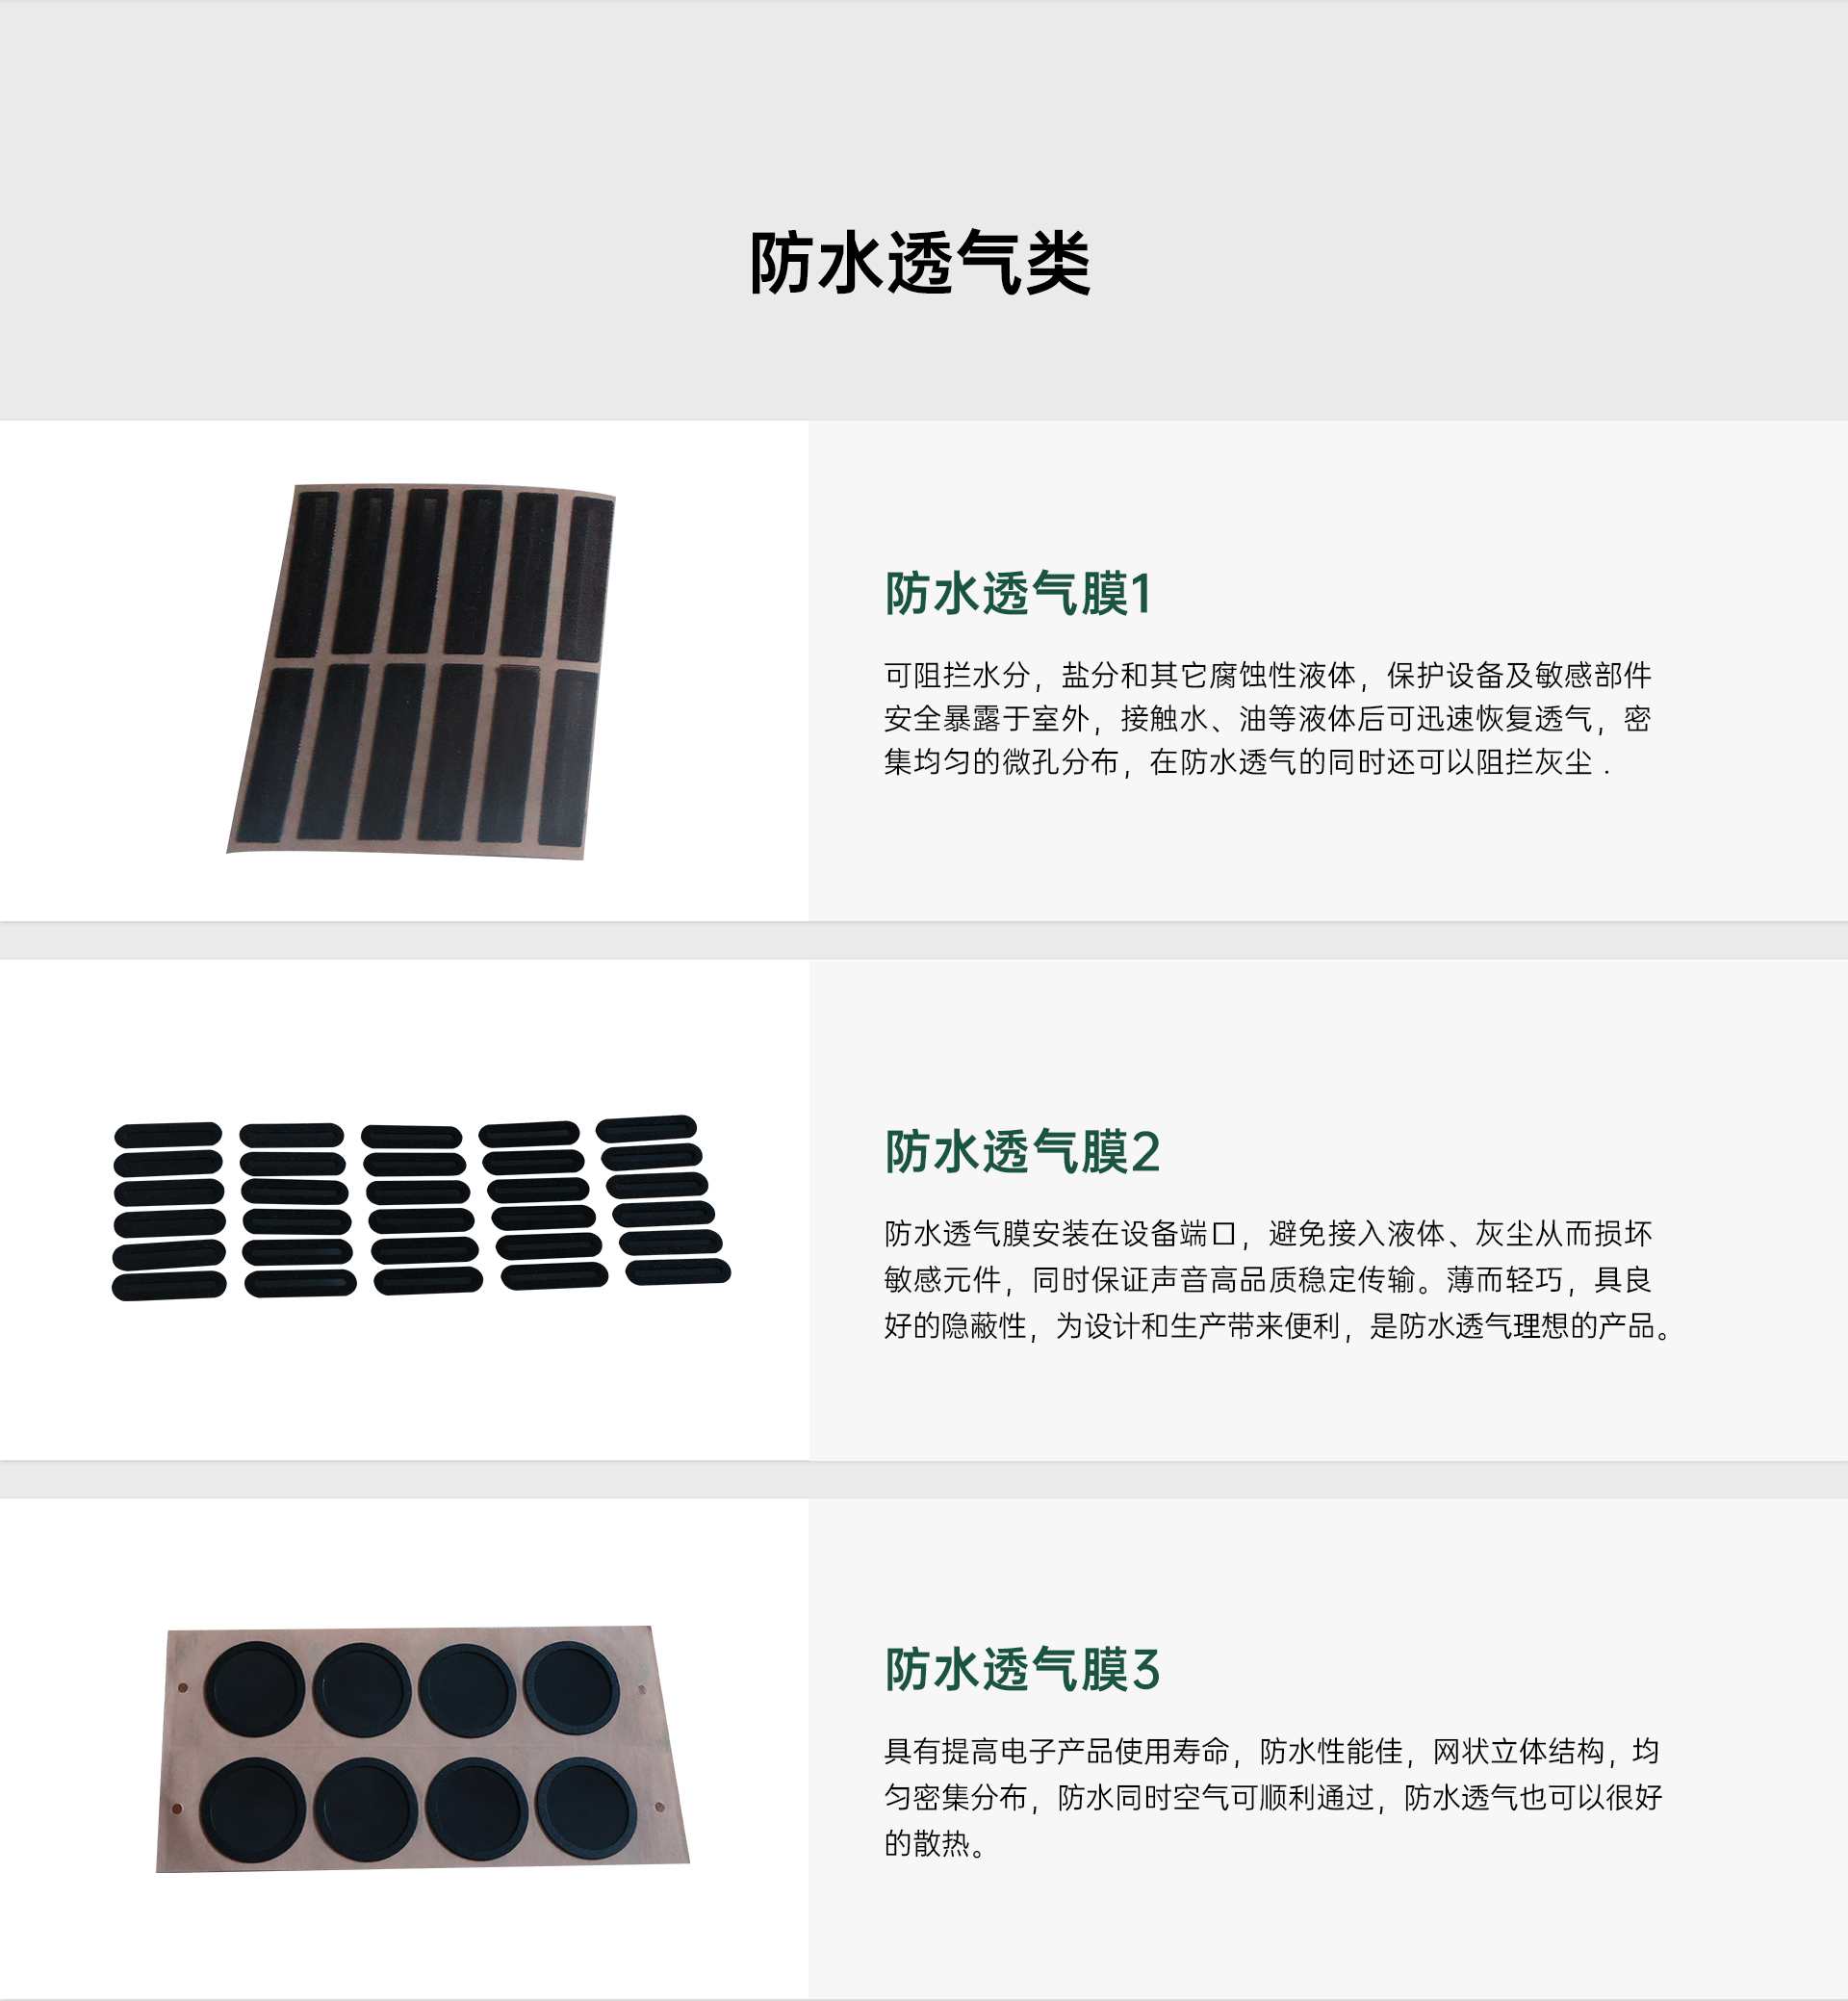 防水透气类
防水透气膜1
可阻拦水分，盐分和其它腐蚀性液体，保护设备及敏感部件
安全暴露于室外，接触水、油等液体后可迅速恢复透气，密
集均匀的微孔分布，在防水透气的同时还可以阻拦灰尘 .
防水透气膜2
防水透气膜安装在设备端口，避免接入液体、灰尘从而损坏
敏感元件，同时保证声音高品质稳定传输。薄而轻巧，具良
好的隐蔽性，为设计和生产带来便利，是防水透气理想的产品。
防水透气膜3
具有提高电子产品使用寿命，防水性能佳，网状立体结构，均
匀密集分布，防水同时空气可顺利通过，防水透气也可以很好
的散热。